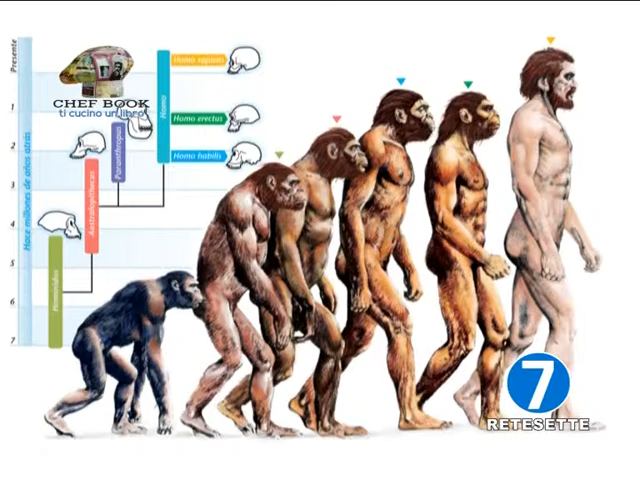 Presente
1
2
3
4
5
6
7
Hace millones de años atrás
CHEF BOOK
ti cucino un libro
Homo sapiens
Homo erectus
Homo habilis
Homo
Paranthropus
Australopithecus
7
RETESETTE